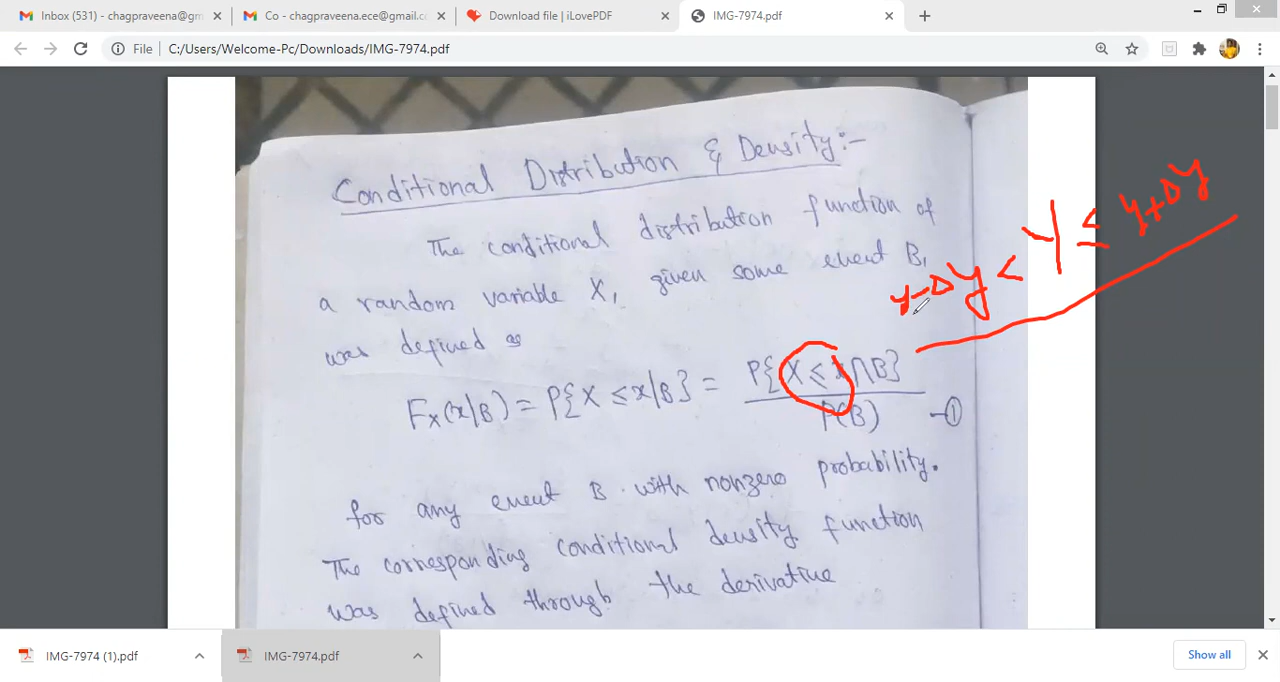 Inbox (531) - chagpraveena@gm
Co - chagpraveena.ece@gmail.c
Download file | iLovePDF
IMG-7974.pdf
File
C:/Users/Welcome-Pc/Downloads/IMG-7974.pdf
Conditional Distribution & Density:-
The conditional distribution function of
a random variable X, given some event B,
was defined as
Fx(x|B) = P{X ≤ x|B} = P{X ≤ x ∩ B} / P(B) -①
y-Δy < Y ≤ y+Δy
for any event B with nonzero probability.
The corresponding conditional density function
was defined through the derivative
IMG-7974 (1).pdf
IMG-7974.pdf
Show all